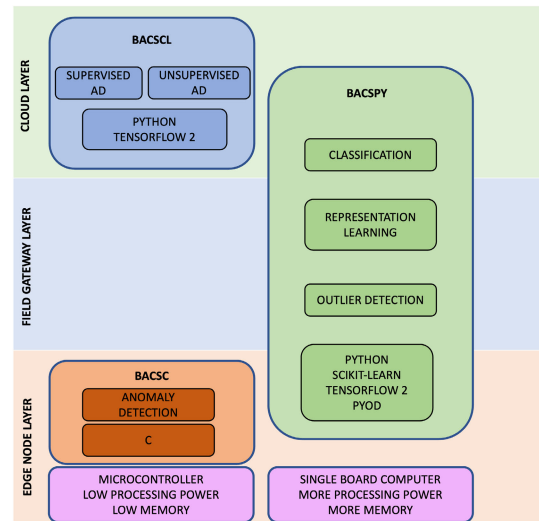 CLOUD LAYER
BACSCL
SUPERVISED
AD
UNSUPERVISED
AD
PYTHON
TENSORFLOW 2
BACSPY
CLASSIFICATION
FIELD GATEWAY LAYER
REPRESENTATION
LEARNING
OUTLIER DETECTION
PYTHON
SCIKIT-LEARN
TENSORFLOW 2
PYOD
EDGE NODE LAYER
BACSC
ANOMALY
DETECTION
C
MICROCONTROLLER
LOW PROCESSING POWER
LOW MEMORY
SINGLE BOARD COMPUTER
MORE PROCESSING POWER
MORE MEMORY